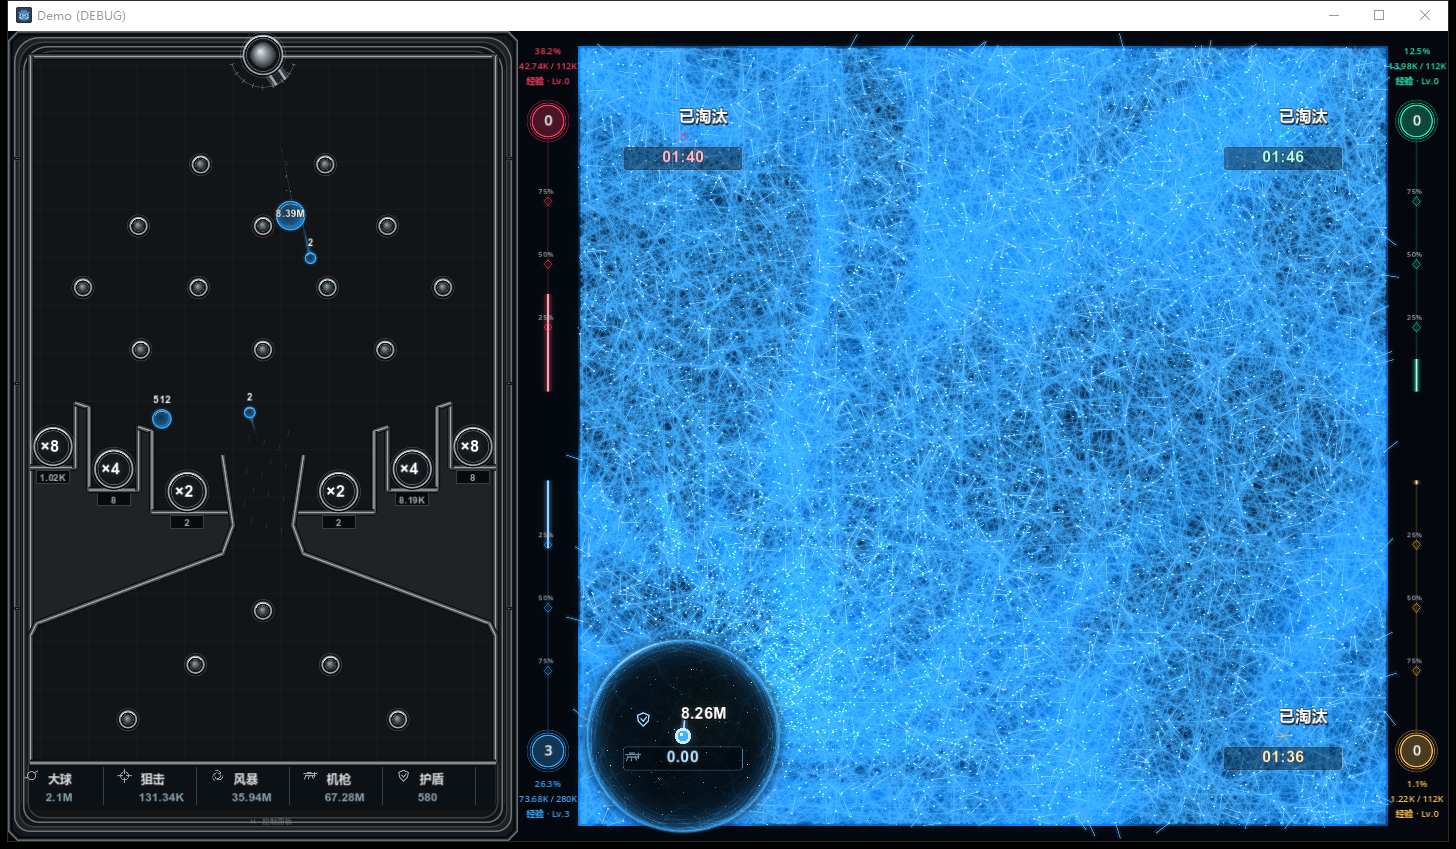 Demo (DEBUG)
8.39M
2
512
2
×8
×4
×2
×2
×4
×8
1.02K
8
2
2
8.19K
8
大球
狙击
风暴
机枪
护盾
2.1M
131.34K
35.94M
67.28M
580
38.2%
42.74K / 112K
经验 · Lv.0
0
75%
50%
25%
25%
50%
75%
3
26.3%
73.68K / 280K
经验 · Lv.3
已淘汰
01:40
已淘汰
01:46
8.26M
0.00
已淘汰
01:36
12.5%
13.98K / 112K
经验 · Lv.0
0
75%
50%
25%
25%
50%
75%
0
1.1%
1.22K / 112K
经验 · Lv.0